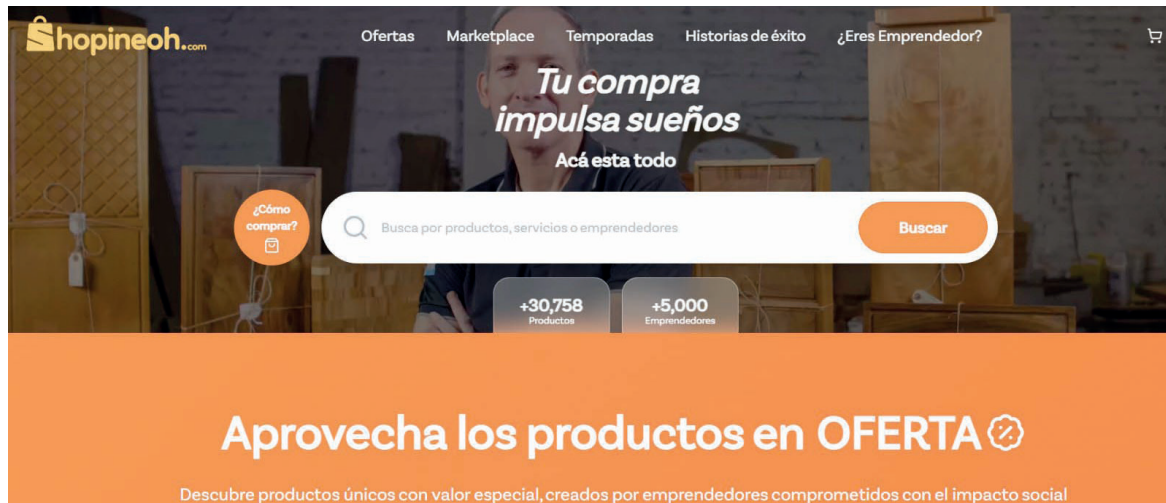 Shopineoh.com
Ofertas Marketplace Temporadas Historias de éxito ¿Eres Emprendedor?
Tu compra
impulsa sueños
Acá esta todo
¿Cómo
comprar?
Busca por productos, servicios o emprendedores
Buscar
+30,758 +5,000
Productos Emprendedores
Aprovecha los productos en OFERTA
Descubre productos únicos con valor especial, creados por emprendedores comprometidos con el impacto social